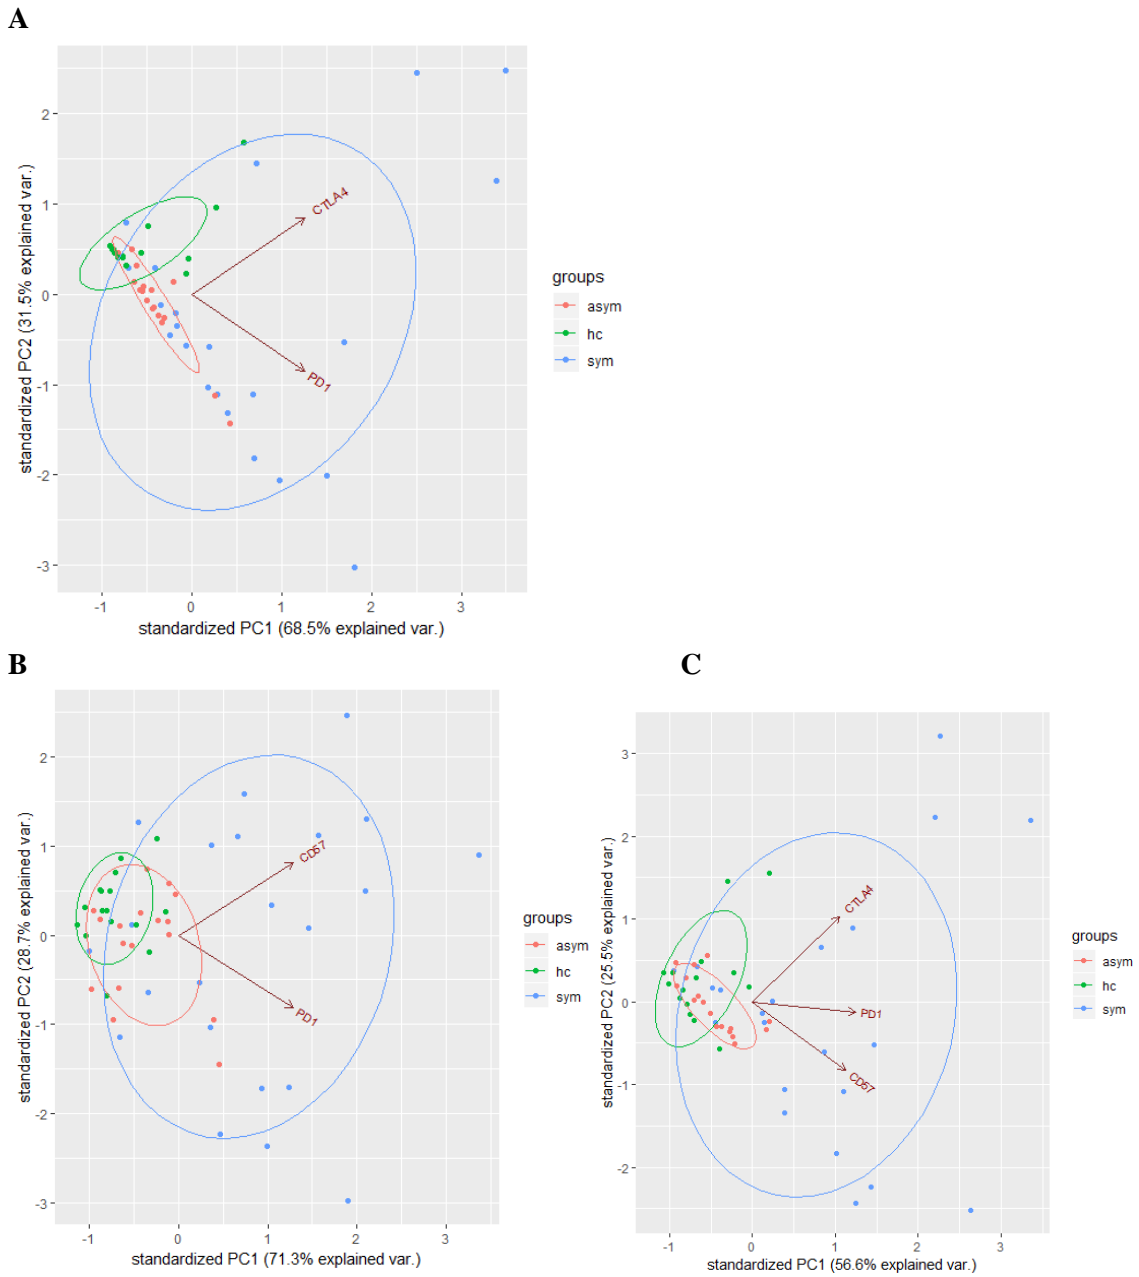 A
2
1
0
-1
-2
-3
standardized PC2 (31.5% explained var.)
CTLA4
PD1
-1 0 1 2 3
standardized PC1 (68.5% explained var.)
groups
asym
hc
sym
B
2
1
0
-1
-2
-3
standardized PC2 (28.7% explained var.)
CD57
PD1
-1 0 1 2 3
standardized PC1 (71.3% explained var.)
groups
asym
hc
sym
C
3
2
1
0
-1
-2
standardized PC2 (25.5% explained var.)
CTLA4
PD1
CD57
-1 0 1 2 3
standardized PC1 (56.6% explained var.)
groups
asym
hc
sym